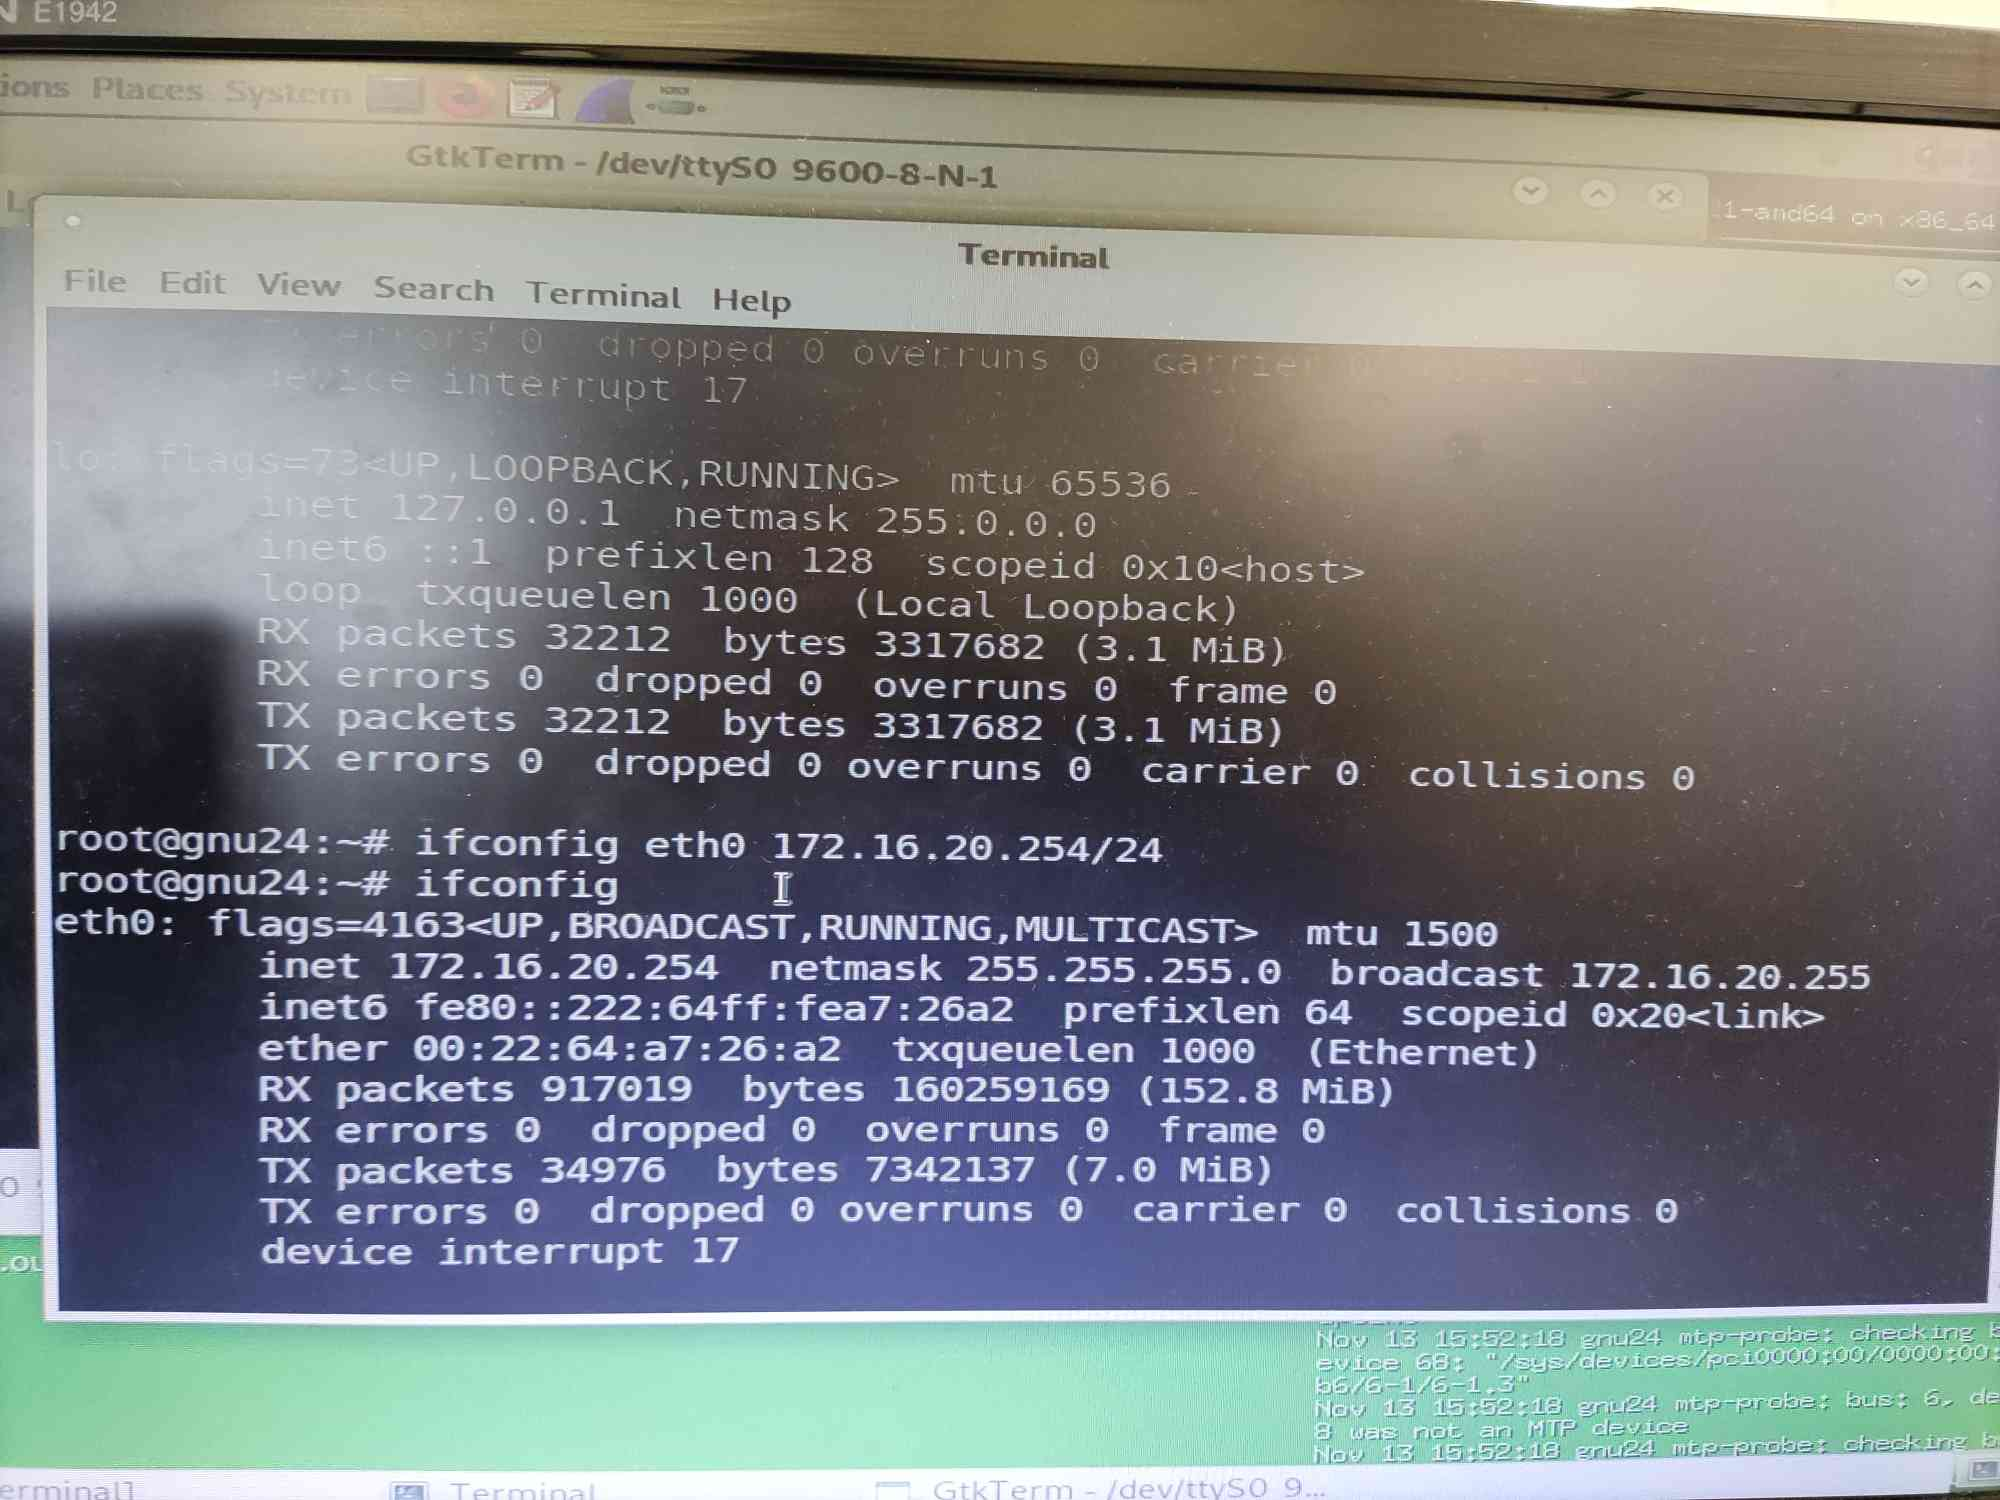 E1942
ions Places System
GtkTerm - /dev/ttyS0 9600-8-N-1
1-amd64 on x86_64
Terminal
File Edit View Search Terminal Help
errors 0 dropped 0 overruns 0 carrier
device interrupt 17
lo: flags=73<UP,LOOPBACK,RUNNING> mtu 65536
inet 127.0.0.1 netmask 255.0.0.0
inet6 ::1 prefixlen 128 scopeid 0x10<host>
loop txqueuelen 1000 (Local Loopback)
RX packets 32212 bytes 3317682 (3.1 MiB)
RX errors 0 dropped 0 overruns 0 frame 0
TX packets 32212 bytes 3317682 (3.1 MiB)
TX errors 0 dropped 0 overruns 0 carrier 0 collisions 0
root@gnu24:~# ifconfig eth0 172.16.20.254/24
root@gnu24:~# ifconfig
eth0: flags=4163<UP,BROADCAST,RUNNING,MULTICAST> mtu 1500
inet 172.16.20.254 netmask 255.255.255.0 broadcast 172.16.20.255
inet6 fe80::222:64ff:fea7:26a2 prefixlen 64 scopeid 0x20<link>
ether 00:22:64:a7:26:a2 txqueuelen 1000 (Ethernet)
RX packets 917019 bytes 160259169 (152.8 MiB)
RX errors 0 dropped 0 overruns 0 frame 0
TX packets 34976 bytes 7342137 (7.0 MiB)
TX errors 0 dropped 0 overruns 0 carrier 0 collisions 0
device interrupt 17
Nov 13 15:52:18 gnu24 mtp-probe: checking b
evice 68: "/sys/devices/pci0000:00/0000:00:
b6/6-1/6-1.3"
Nov 13 15:52:18 gnu24 mtp-probe: bus: 6, de
8 was not an MTP device
Nov 13 15:52:18 gnu24 mtp-probe: checking b
erminal]
Terminal
GtkTerm - /dev/ttyS0 9...